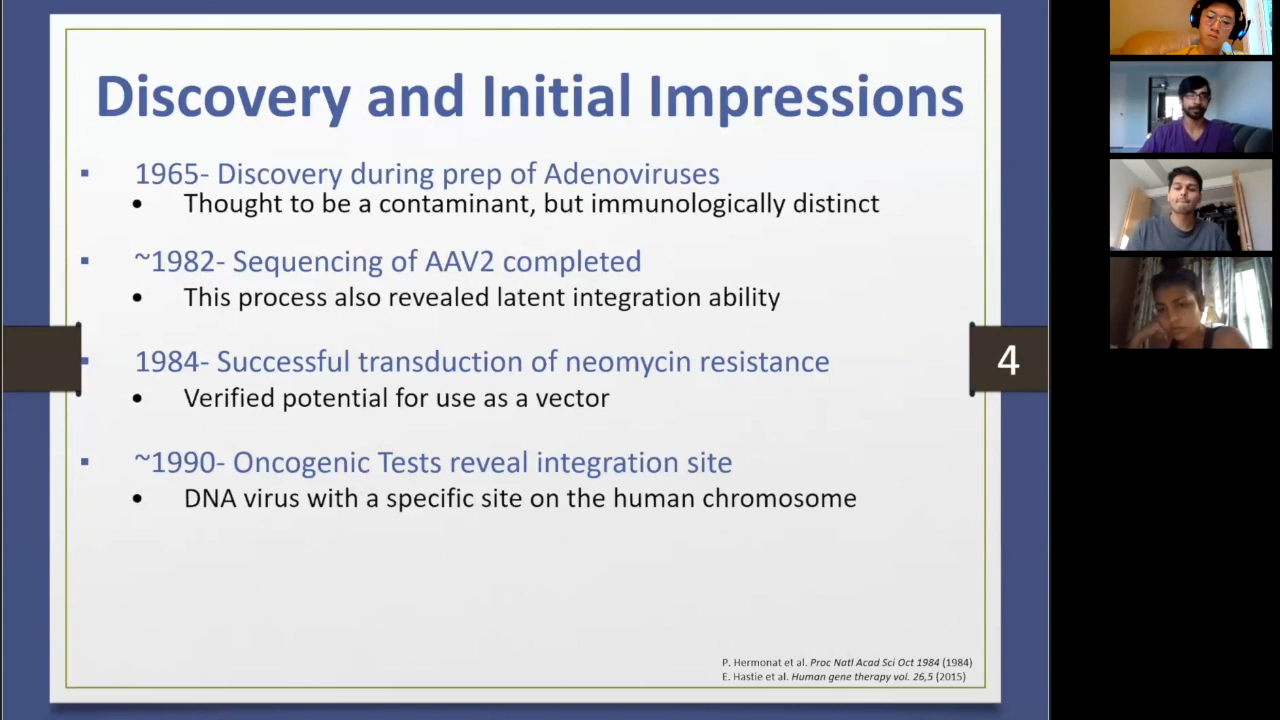 Discovery and Initial Impressions
▪ 1965- Discovery during prep of Adenoviruses
• Thought to be a contaminant, but immunologically distinct
▪ ~1982- Sequencing of AAV2 completed
• This process also revealed latent integration ability
▪ 1984- Successful transduction of neomycin resistance
• Verified potential for use as a vector
4
▪ ~1990- Oncogenic Tests reveal integration site
• DNA virus with a specific site on the human chromosome
P. Hermonat et al. Proc Natl Acad Sci Oct 1984 (1984)
E. Hastie et al. Human gene therapy vol. 26,5 (2015)